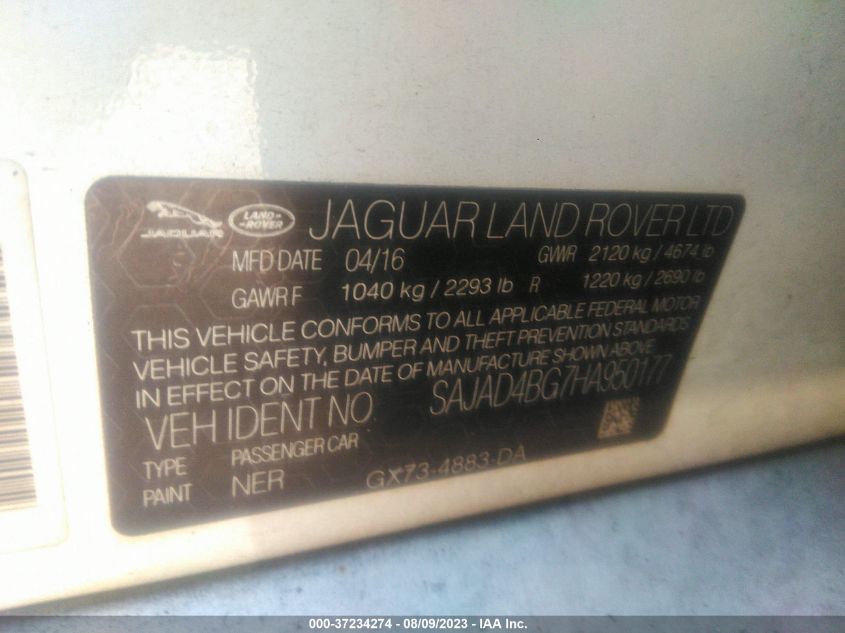 JAGUAR LAND-ROVER JAGUAR LAND ROVER LTD
MFD DATE 04/16 GWR 2120 kg / 4674 lb
GAWR F 1040 kg / 2293 lb R 1220 kg / 2690 lb
THIS VEHICLE CONFORMS TO ALL APPLICABLE FEDERAL MOTOR
VEHICLE SAFETY, BUMPER AND THEFT PREVENTION STANDARDS
IN EFFECT ON THE DATE OF MANUFACTURE SHOWN ABOVE.
VEH IDENT NO. SAJAD4BG7HA950177
TYPE PASSENGER CAR
PAINT NER GX73-4883-DA
000-37234274 | 08/09/2023 - IAA Inc.